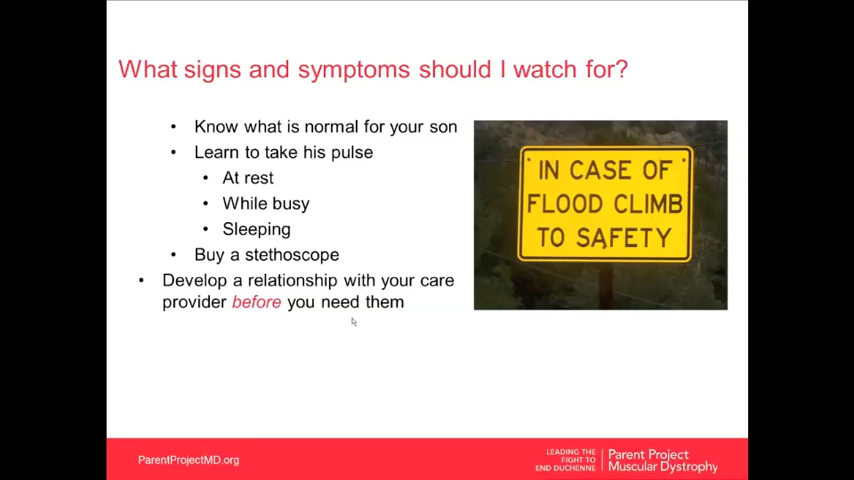 What signs and symptoms should I watch for?
• Know what is normal for your son
• Learn to take his pulse
• At rest
• While busy
• Sleeping
• Buy a stethoscope
• Develop a relationship with your care
provider before you need them
IN CASE OF
FLOOD CLIMB
TO SAFETY
ParentProjectMD.org
LEADING THE
FIGHT TO
END DUCHENNE
Parent Project
Muscular Dystrophy